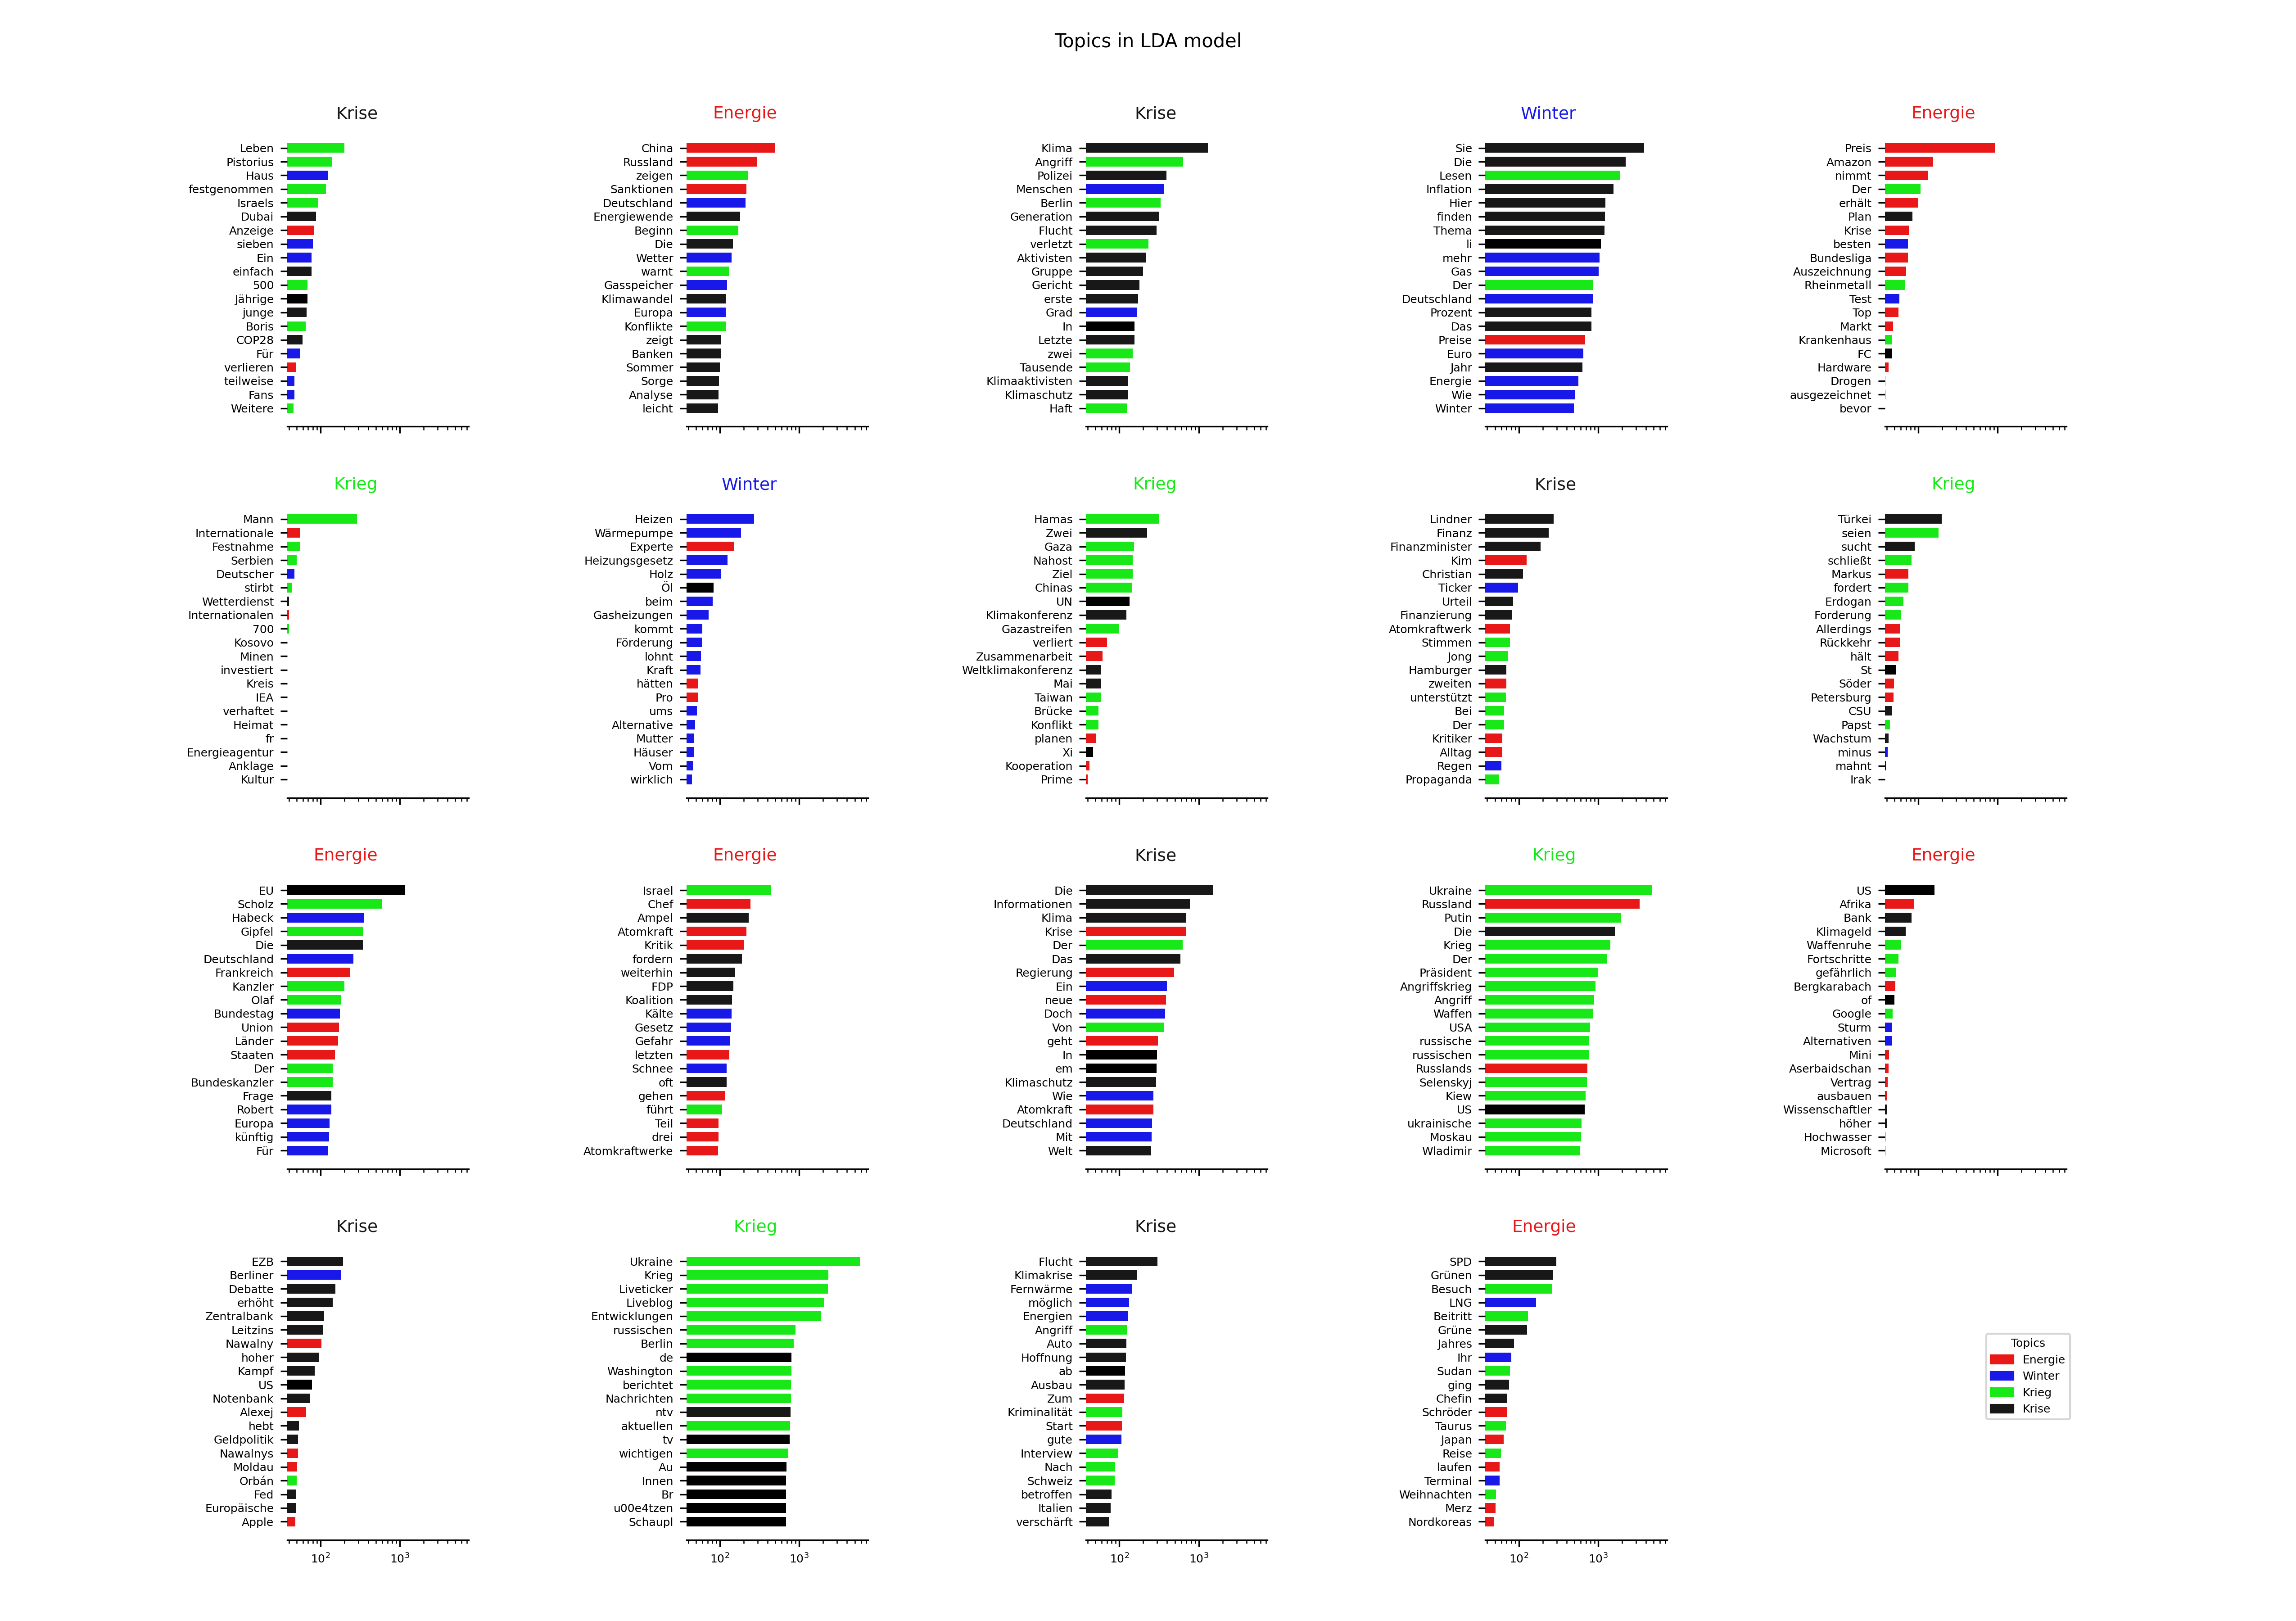 Topics in LDA model
Krise
Leben
Pistorius
Haus
festgenommen
Israels
Dubai
Anzeige
sieben
Ein
einfach
500
Jährige
junge
Boris
COP28
Für
verlieren
teilweise
Fans
Weitere
Energie
China
Russland
zeigen
Sanktionen
Deutschland
Energiewende
Beginn
Die
Wetter
warnt
Gasspeicher
Klimawandel
Europa
Konflikte
zeigt
Banken
Sommer
Sorge
Analyse
leicht
Krise
Klima
Angriff
Polizei
Menschen
Berlin
Generation
Flucht
verletzt
Aktivisten
Gruppe
Gericht
erste
Grad
In
Letzte
zwei
Tausende
Klimaaktivisten
Klimaschutz
Haft
Winter
Sie
Die
Lesen
Inflation
Hier
finden
Thema
li
mehr
Gas
Der
Deutschland
Prozent
Das
Preise
Euro
Jahr
Energie
Wie
Winter
Energie
Preis
Amazon
nimmt
Der
erhält
Plan
Krise
besten
Bundesliga
Auszeichnung
Rheinmetall
Test
Top
Markt
Krankenhaus
FC
Hardware
Drogen
ausgezeichnet
bevor
Krieg
Mann
Internationale
Festnahme
Serbien
Deutscher
stirbt
Wetterdienst
Internationalen
700
Kosovo
Minen
investiert
Kreis
IEA
verhaftet
Heimat
fr
Energieagentur
Anklage
Kultur
Winter
Heizen
Wärmepumpe
Experte
Heizungsgesetz
Holz
Öl
beim
Gasheizungen
kommt
Förderung
lohnt
Kraft
hätten
Pro
ums
Alternative
Mutter
Häuser
Vom
wirklich
Krieg
Hamas
Zwei
Gaza
Nahost
Ziel
Chinas
UN
Klimakonferenz
Gazastreifen
verliert
Zusammenarbeit
Weltklimakonferenz
Mai
Taiwan
Brücke
Konflikt
planen
Xi
Kooperation
Prime
Krise
Lindner
Finanz
Finanzminister
Kim
Christian
Ticker
Urteil
Finanzierung
Atomkraftwerk
Stimmen
Jong
Hamburger
zweiten
unterstützt
Bei
Der
Kritiker
Alltag
Regen
Propaganda
Krieg
Türkei
seien
sucht
schließt
Markus
fordert
Erdogan
Forderung
Allerdings
Rückkehr
hält
St
Söder
Petersburg
CSU
Papst
Wachstum
minus
mahnt
Irak
Energie
EU
Scholz
Habeck
Gipfel
Die
Deutschland
Frankreich
Kanzler
Olaf
Bundestag
Union
Länder
Staaten
Der
Bundeskanzler
Frage
Robert
Europa
künftig
Für
Energie
Israel
Chef
Ampel
Atomkraft
Kritik
fordern
weiterhin
FDP
Koalition
Kälte
Gesetz
Gefahr
letzten
Schnee
oft
gehen
führt
Teil
drei
Atomkraftwerke
Krise
Die
Informationen
Klima
Krise
Der
Das
Regierung
Ein
neue
Doch
Von
geht
In
em
Klimaschutz
Wie
Atomkraft
Deutschland
Mit
Welt
Krieg
Ukraine
Russland
Putin
Die
Krieg
Der
Präsident
Angriffskrieg
Angriff
Waffen
USA
russische
russischen
Russlands
Selenskyj
Kiew
US
ukrainische
Moskau
Wladimir
Energie
US
Afrika
Bank
Klimageld
Waffenruhe
Fortschritte
gefährlich
Bergkarabach
of
Google
Sturm
Alternativen
Mini
Aserbaidschan
Vertrag
ausbauen
Wissenschaftler
höher
Hochwasser
Microsoft
Krise
EZB
Berliner
Debatte
erhöht
Zentralbank
Leitzins
Nawalny
hoher
Kampf
US
Notenbank
Alexej
hebt
Geldpolitik
Nawalnys
Moldau
Orbán
Fed
Europäische
Apple
10² 10³
Krieg
Ukraine
Krieg
Liveticker
Liveblog
Entwicklungen
russischen
Berlin
de
Washington
berichtet
Nachrichten
ntv
aktuellen
tv
wichtigen
Au
Innen
Br
u00e4tzen
Schaupl
10² 10³
Krise
Flucht
Klimakrise
Fernwärme
möglich
Energien
Angriff
Auto
Hoffnung
ab
Ausbau
Zum
Kriminalität
Start
gute
Interview
Nach
Schweiz
betroffen
Italien
verschärft
10² 10³
Energie
SPD
Grünen
Besuch
LNG
Beitritt
Grüne
Jahres
Ihr
Sudan
ging
Chefin
Schröder
Taurus
Japan
Reise
laufen
Terminal
Weihnachten
Merz
Nordkoreas
10² 10³
Topics
Energie
Winter
Krieg
Krise